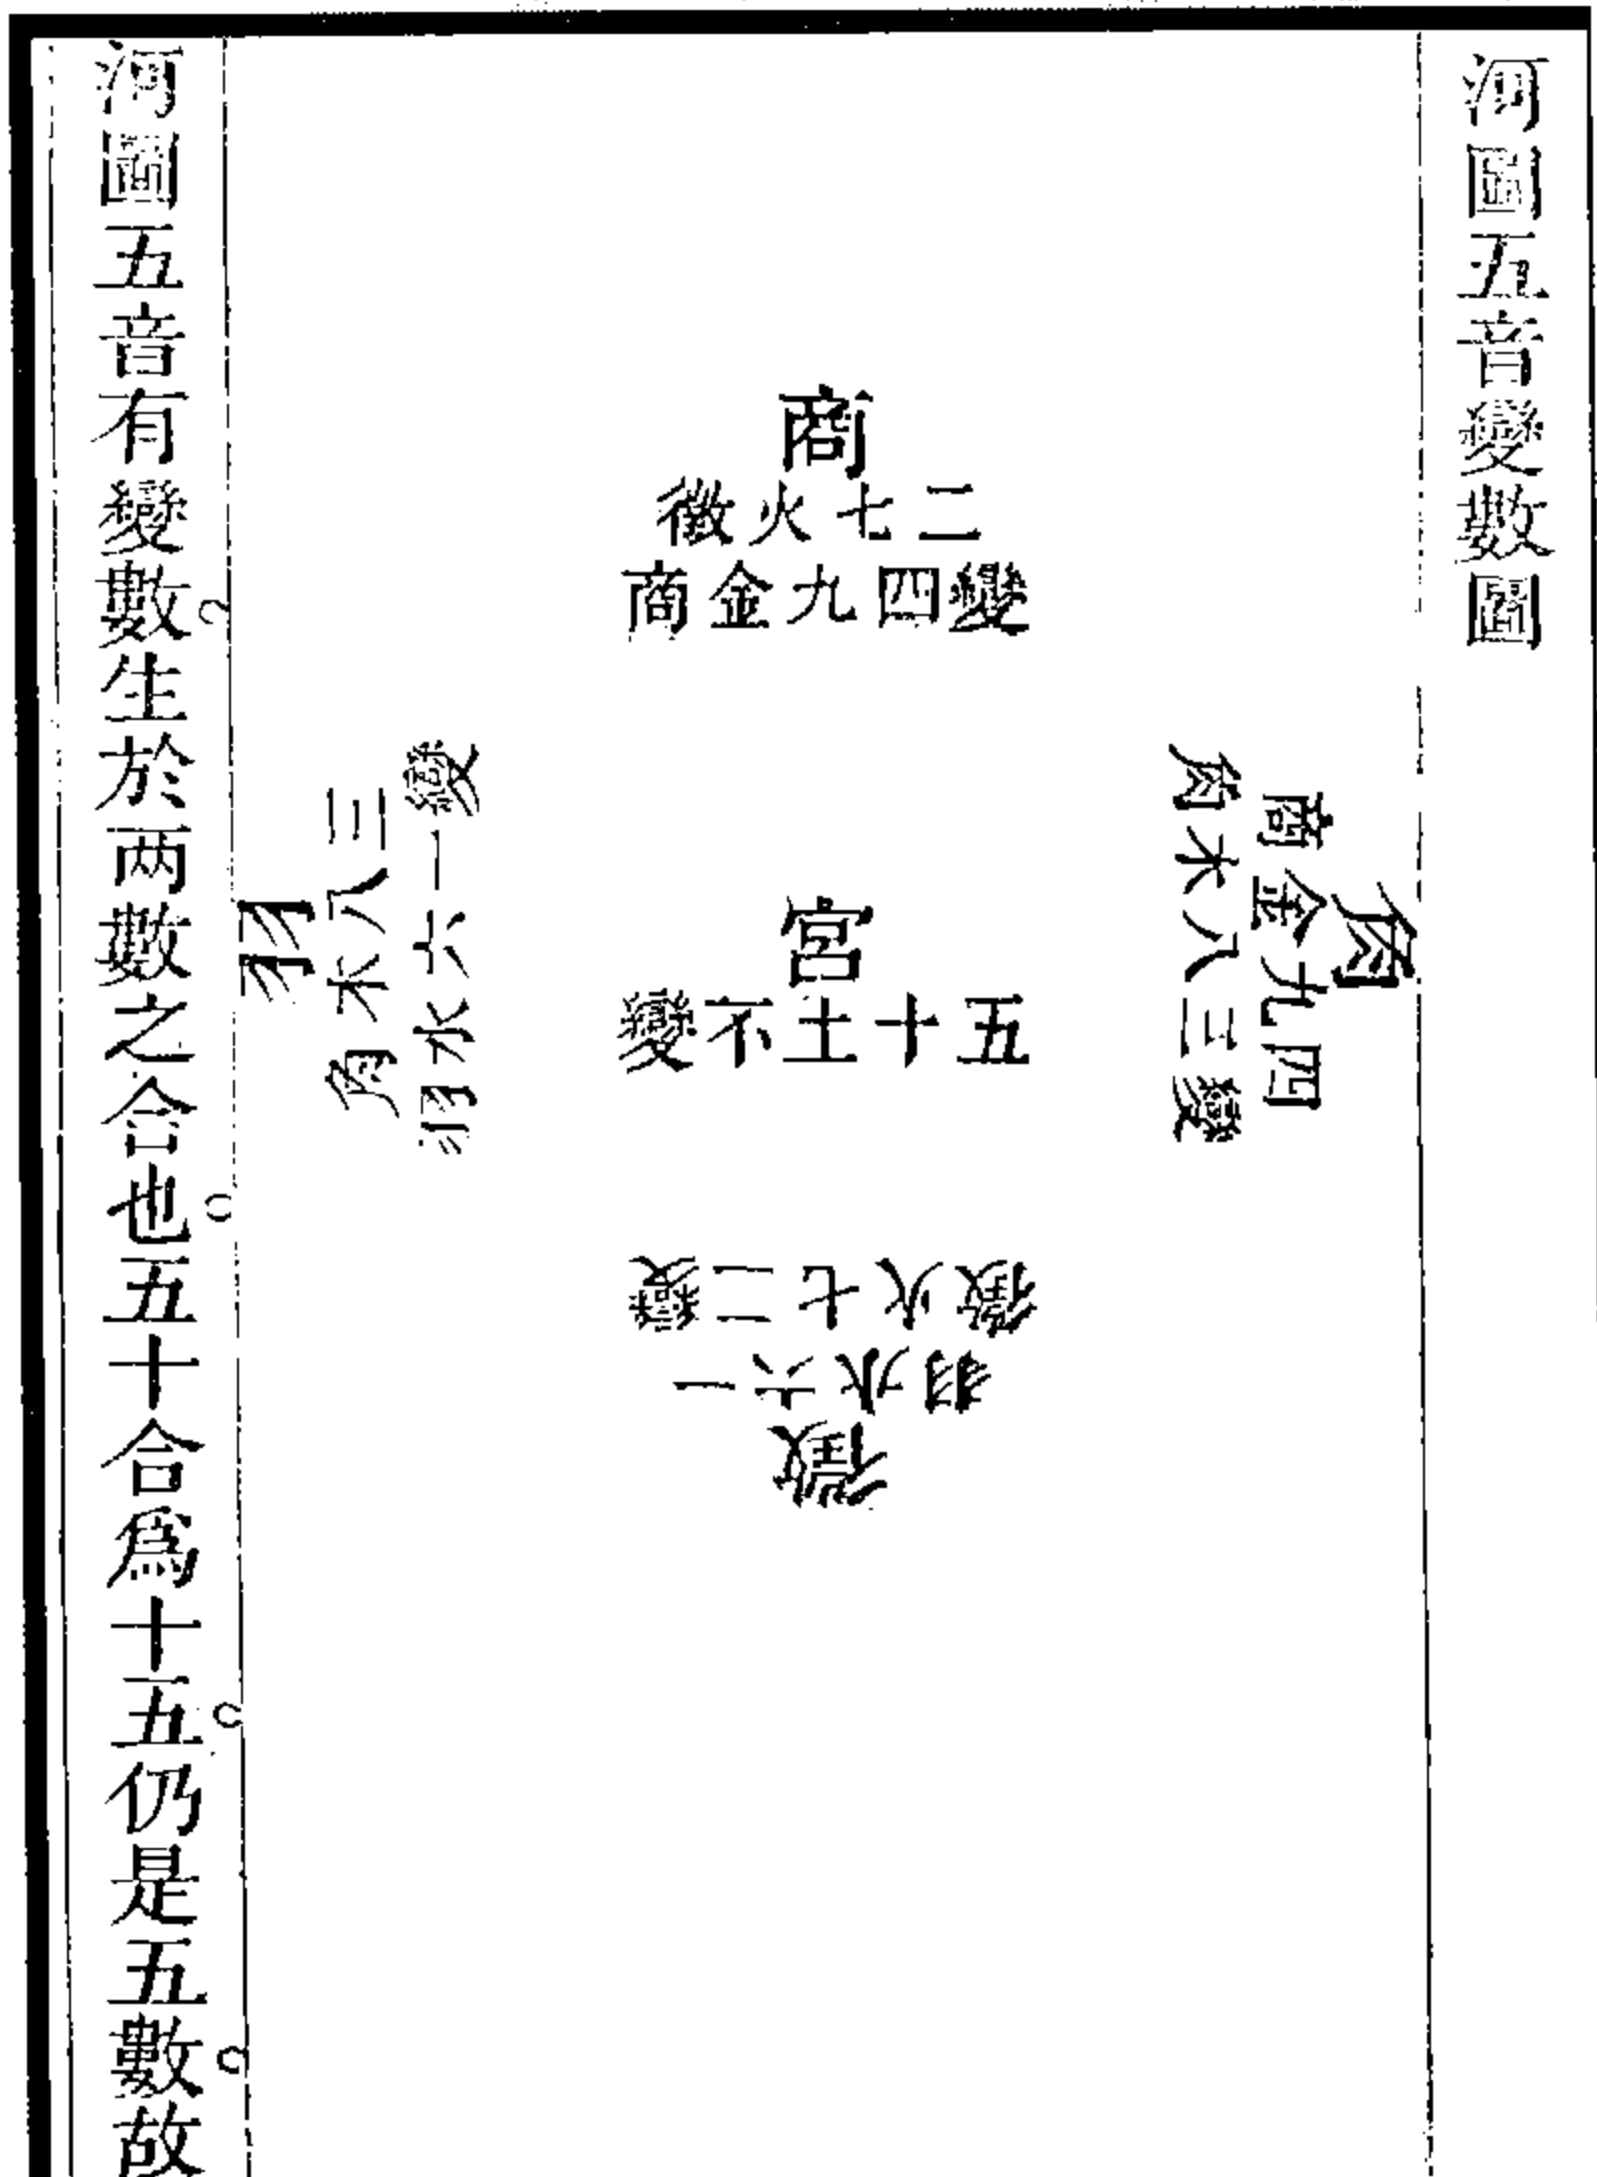 河圖五音變數圖
商
二七火徵
變四九金商
角
四九金商
變三八木角
宮
五十土不變
變一六水羽
三八木角
羽
變二七火徵
一六水羽
徵
河圖五音有變數生於两數之合也五十合爲十五仍是五數故